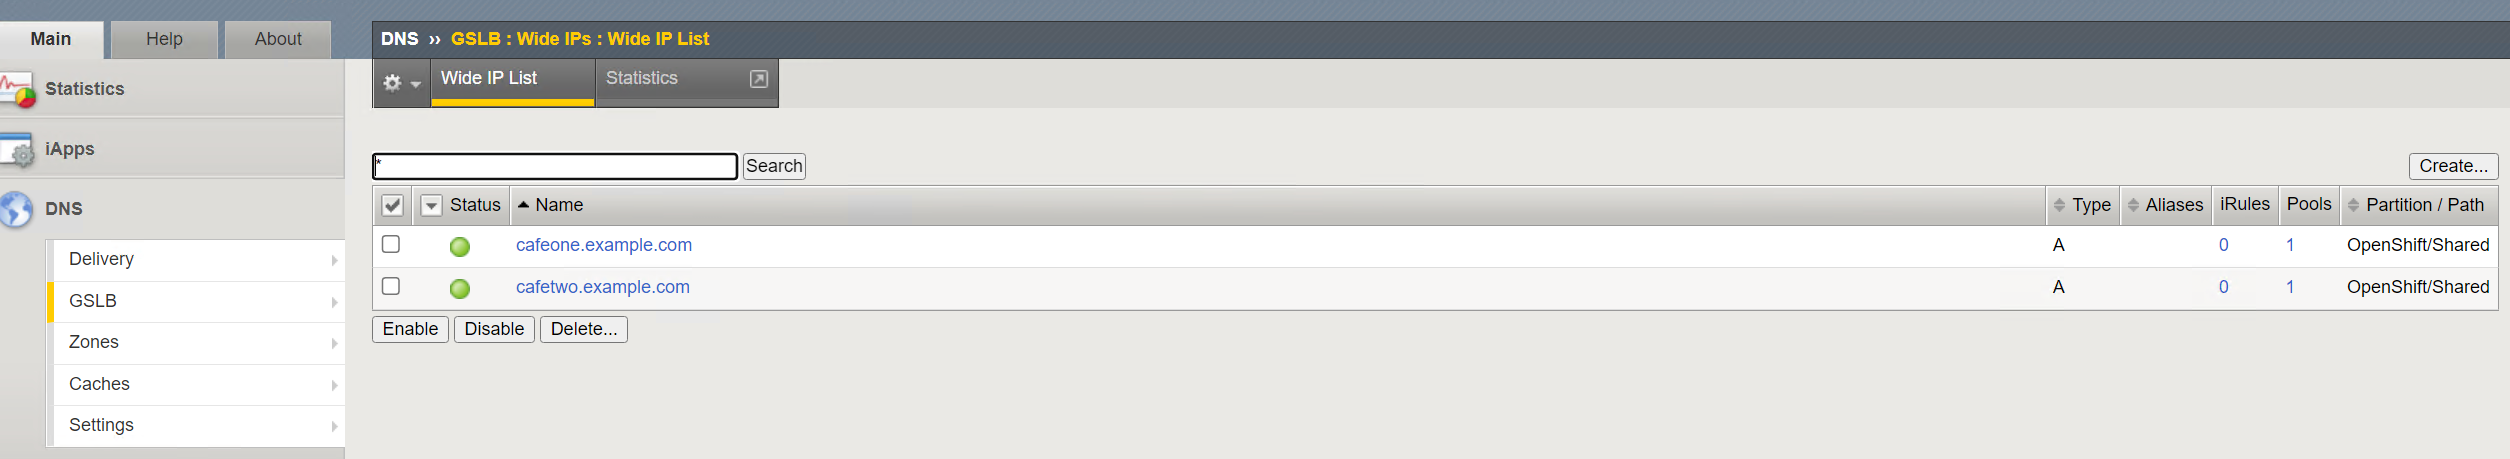 Main Help About
DNS ›› GSLB : Wide IPs : Wide IP List
Wide IP List Statistics
Statistics
iApps
DNS
Delivery
GSLB
Zones
Caches
Settings
* Search Create...
Status Name Type Aliases iRules Pools Partition / Path
cafeone.example.com A 0 1 OpenShift/Shared
cafetwo.example.com A 0 1 OpenShift/Shared
Enable Disable Delete...